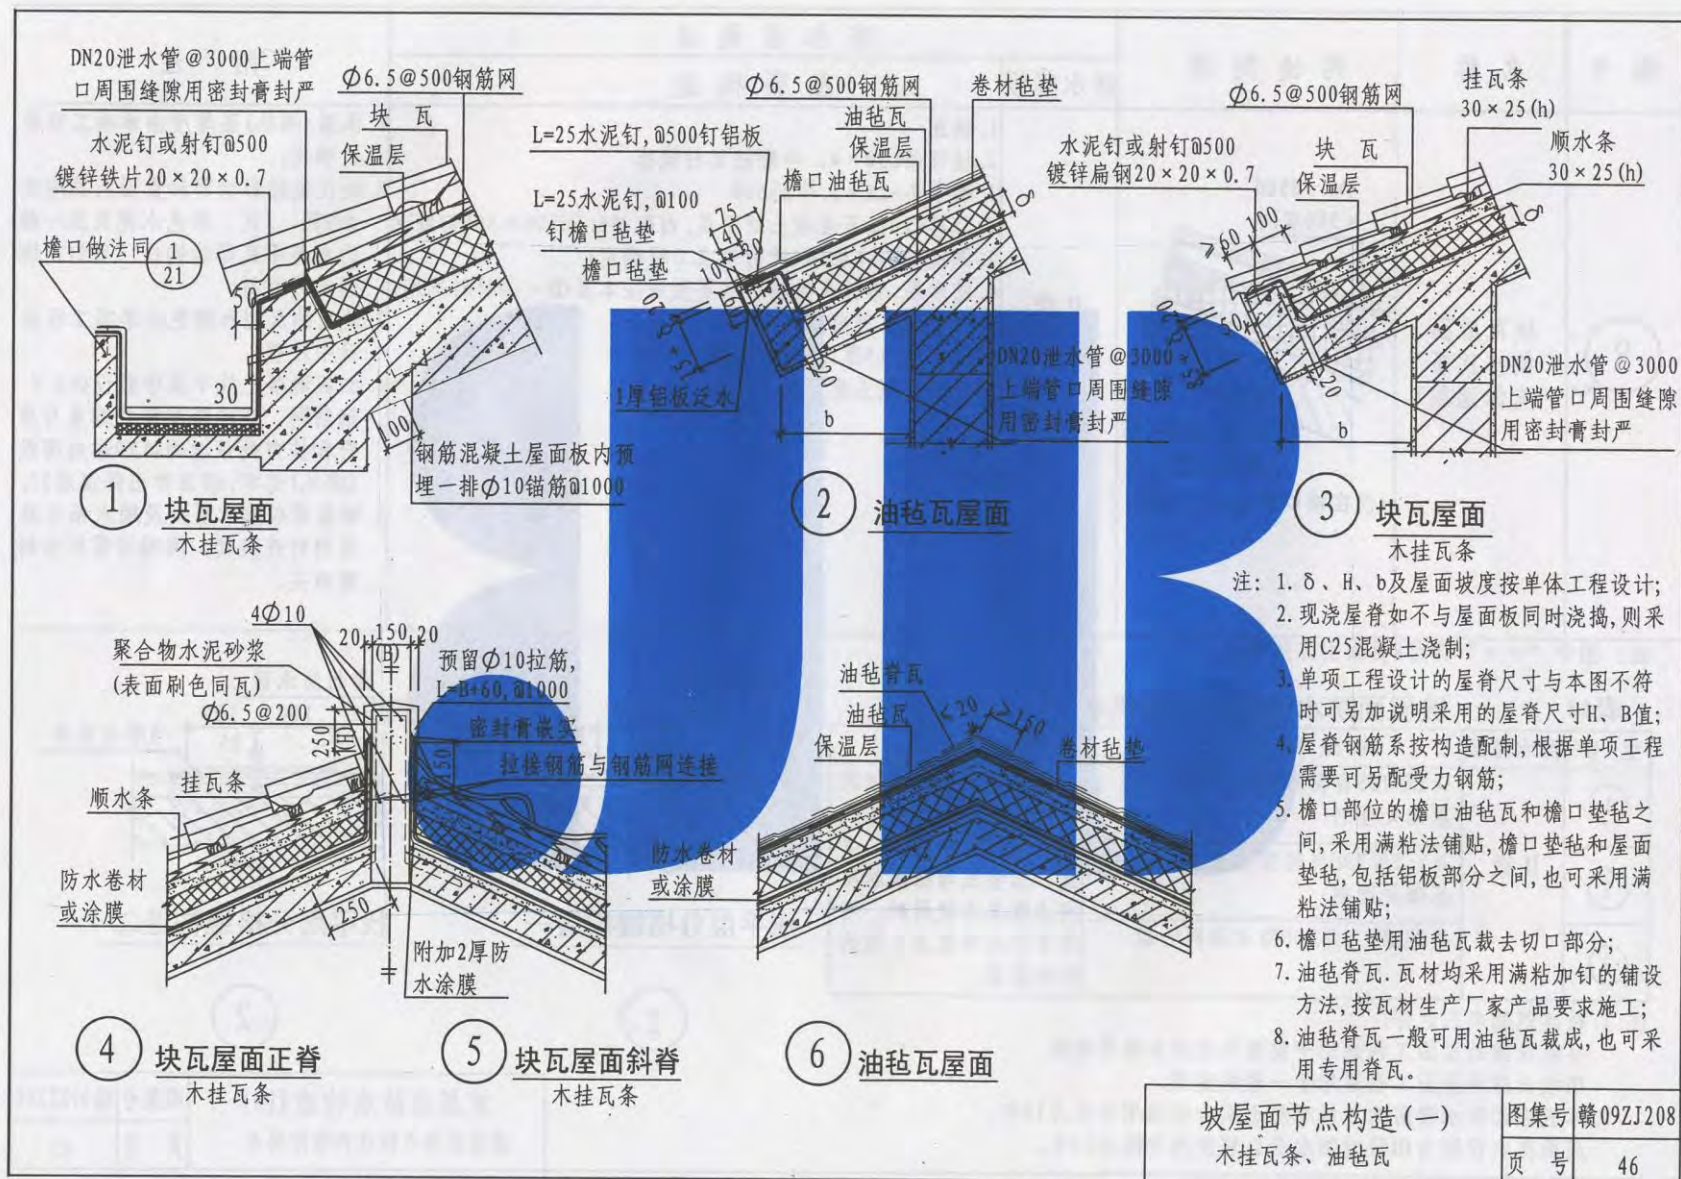 DN20泄水管@3000上端管
口周围缝隙用密封膏封严
水泥钉或射钉@500
镀锌铁片20×20×0.7
檐口做法同
21
Φ6.5@500钢筋网
块 瓦
保温层
50
30
100
钢筋混凝土屋面板内预
埋一排Φ10锚筋@1000
1
块瓦屋面
木挂瓦条
Φ6.5@500钢筋网
卷材毡垫
油毡瓦
保温层
檐口油毡瓦
L=25水泥钉,@500钉铝板
L=25水泥钉,@100
钉檐口毡垫
檐口毡垫
75
40
30
10
δ
20
1厚铝板泛水
b
DN20泄水管@3000
上端管口周围缝隙
用密封膏封严
2
油毡瓦屋面
Φ6.5@500钢筋网
挂瓦条
30×25(h)
顺水条
30×25(h)
水泥钉或射钉@500
镀锌扁钢20×20×0.7
块 瓦
保温层
≥60
100
δ
20
b
DN20泄水管@3000
上端管口周围缝隙
用密封膏封严
3
块瓦屋面
木挂瓦条
4Φ10
20 150 20
(B)
聚合物水泥砂浆
(表面刷色同瓦)
Φ6.5@200
250
(H)
挂瓦条
顺水条
防水卷材
或涂膜
预留Φ10拉筋,
L=B+60,@1000
密封膏嵌实
拉接钢筋与钢筋网连接
150
250
附加2厚防
水涂膜
防水卷材
或涂膜
4
块瓦屋面正脊
木挂瓦条
5
块瓦屋面斜脊
木挂瓦条
油毡脊瓦
油毡瓦
保温层
≤20
≥150
卷材毡垫
6
油毡瓦屋面
注: 1. δ、H、b及屋面坡度按单体工程设计;
2. 现浇屋脊如不与屋面板同时浇捣,则采
用C25混凝土浇制;
3. 单项工程设计的屋脊尺寸与本图不符
时可另加说明采用的屋脊尺寸H、B值;
4. 屋脊钢筋系按构造配制,根据单项工程
需要可另配受力钢筋;
5. 檐口部位的檐口油毡瓦和檐口垫毡之
间,采用满粘法铺贴,檐口垫毡和屋面
垫毡,包括铝板部分之间,也可采用满
粘法铺贴;
6. 檐口毡垫用油毡瓦裁去切口部分;
7. 油毡脊瓦.瓦材均采用满粘加钉的铺设
方法,按瓦材生产厂家产品要求施工;
8. 油毡脊瓦一般可用油毡瓦裁成,也可采
用专用脊瓦。
坡屋面节点构造(一)
木挂瓦条、油毡瓦
图集号 赣09ZJ208
页 号 46